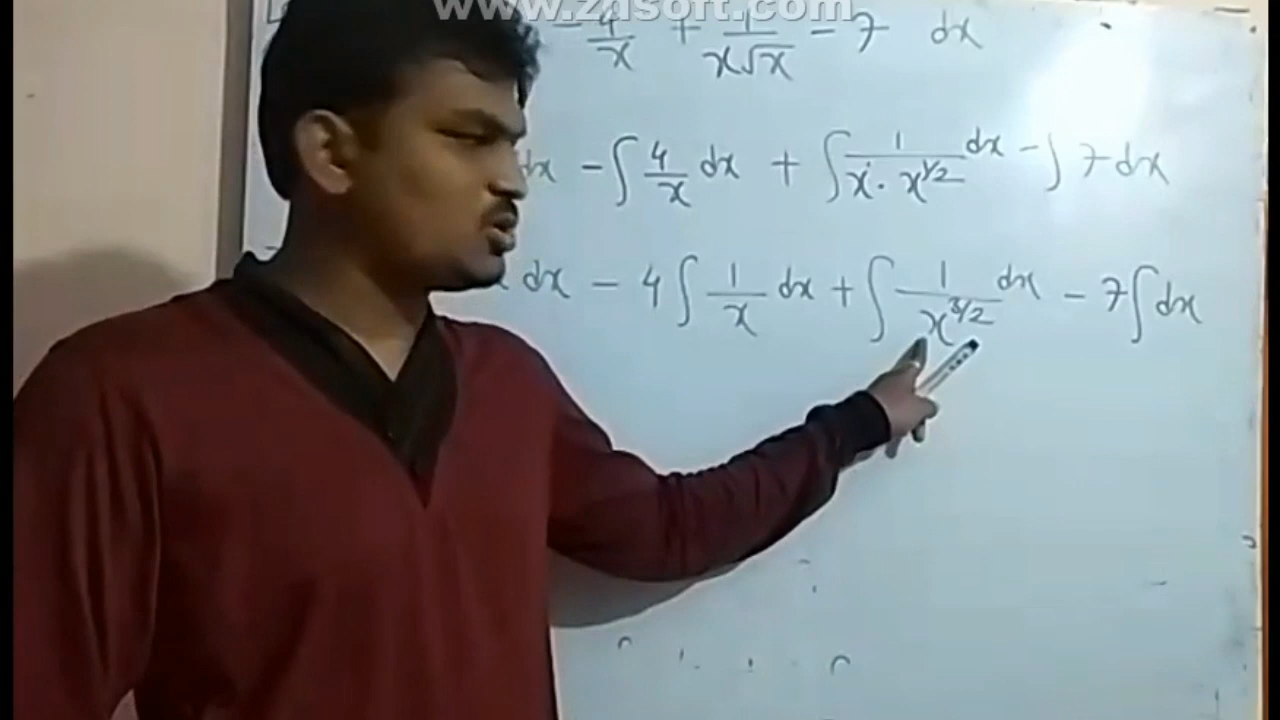 www.zdsoft.com
- 4/x + 1/(x√x) - 7 dx
dx - ∫ 4/x dx + ∫ 1/(x · x^1/2) dx - ∫ 7 dx
dx - 4 ∫ 1/x dx + ∫ 1/x^3/2 dx - 7 ∫ dx